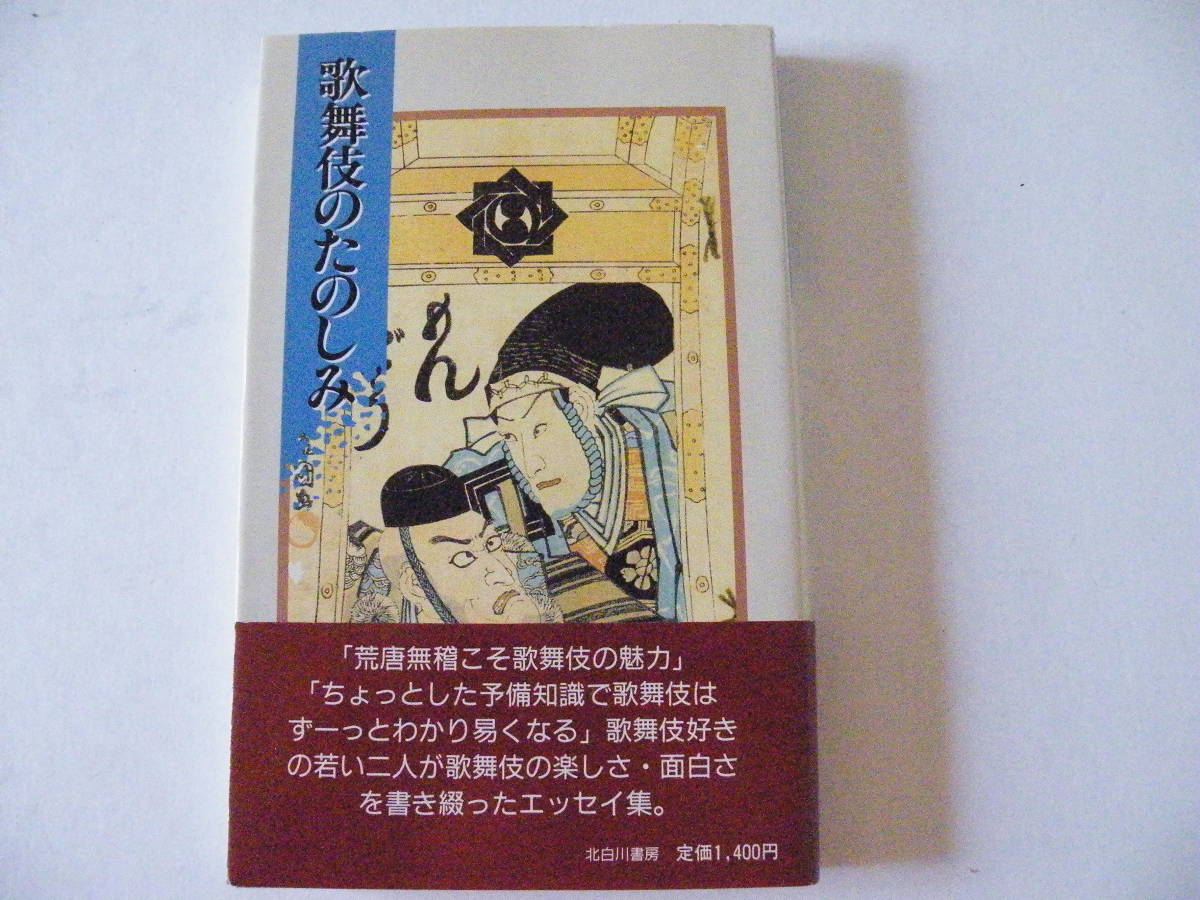 歌舞伎のたのしみ
めん
「荒唐無稽こそ歌舞伎の魅力」
「ちょっとした予備知識で歌舞伎は
ずーっとわかり易くなる」歌舞伎好き
の若い二人が歌舞伎の楽しさ・面白さ
を書き綴ったエッセイ集。
北白川書房 定価1,400円